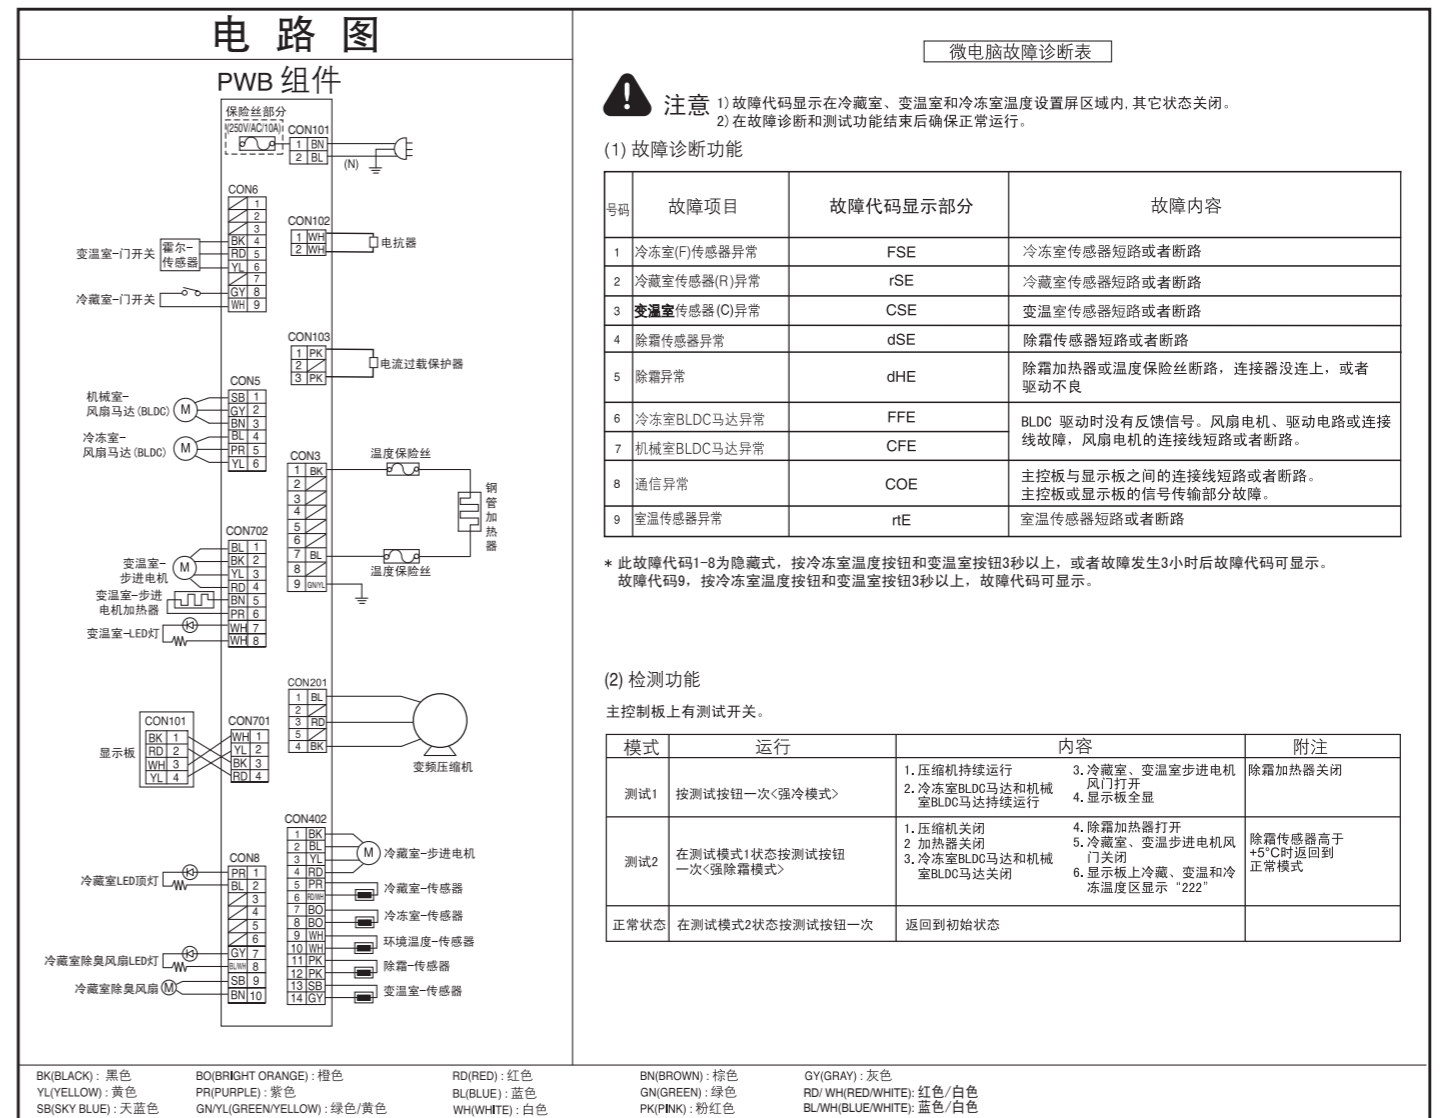 电 路 图
PWB 组件
保险丝部分
(250V/AC/10A)
CON101
1 BN
2 BL
(N)
CON6
1
2
3
BK 4
RD 5
YL 6
7
GY 8
WH 9
变温室-门开关
霍尔-
传感器
冷藏室-门开关
CON102
1 WH
2 WH
电抗器
CON103
1 PK
2
3 PK
电流过载保护器
CON5
SB 1
GY 2
BN 3
BL 4
PR 5
YL 6
机械室-
风扇马达(BLDC)
M
冷冻室-
风扇马达(BLDC)
M
CON3
1 BK
2
3
4
5
6
7 BL
8
9 GN/YL
温度保险丝
钢管加热器
温度保险丝
CON702
BL 1
BK 2
YL 3
RD 4
BN 5
PR 6
WH 7
WH 8
变温室-
步进电机
M
变温室-步进
电机加热器
变温室-LED灯
CON201
1 BL
2
3 RD
5
4 BK
变频压缩机
显示板
CON101
BK 1
RD 2
WH 3
YL 4
CON701
WH 1
YL 2
BK 3
RD 4
CON402
1 BK
2 BL
3 YL
4 RD
5 PR
6 RD/WH
7 BO
8 BO
9 WH
10 WH
11 PK
12 PK
13 SB
14 GY
M
冷藏室-步进电机
冷藏室-传感器
冷冻室-传感器
环境温度-传感器
除霜-传感器
变温室-传感器
CON8
PR 1
BL 2
3
4
5
6
GY 7
BL/WH 8
SB 9
BN 10
冷藏室LED顶灯
冷藏室除臭风扇LED灯
冷藏室除臭风扇 M
微电脑故障诊断表
注意
1)故障代码显示在冷藏室、变温室和冷冻室温度设置屏区域内,其它状态关闭。
2)在故障诊断和测试功能结束后确保正常运行。
(1) 故障诊断功能
号码 故障项目 故障代码显示部分 故障内容
1 冷冻室(F)传感器异常 FSE 冷冻室传感器短路或者断路
2 冷藏室传感器(R)异常 rSE 冷藏室传感器短路或者断路
3 变温室传感器(C)异常 CSE 变温室传感器短路或者断路
4 除霜传感器异常 dSE 除霜传感器短路或者断路
5 除霜异常 dHE 除霜加热器或温度保险丝断路，连接器没连上，或者
驱动不良
6 冷冻室BLDC马达异常 FFE
7 机械室BLDC马达异常 CFE
BLDC 驱动时没有反馈信号。风扇电机、驱动电路或连接
线故障，风扇电机的连接线短路或者断路。
8 通信异常 COE 主控板与显示板之间的连接线短路或者断路。
主控板或显示板的信号传输部分故障。
9 室温传感器异常 rtE 室温传感器短路或者断路
* 此故障代码1-8为隐藏式，按冷冻室温度按钮和变温室按钮3秒以上，或者故障发生3小时后故障代码可显示。
故障代码9，按冷冻室温度按钮和变温室按钮3秒以上，故障代码可显示。
(2) 检测功能
主控制板上有测试开关。
模式 运行 内容 附注
测试1 按测试按钮一次<强冷模式>
1.压缩机持续运行
2.冷冻室BLDC马达和机械
室BLDC马达持续运行
3.冷藏室、变温室步进电机
风门打开
4.显示板全显
除霜加热器关闭
测试2
在测试模式1状态按测试按钮
一次<强除霜模式>
1.压缩机关闭
2 加热器关闭
3.冷冻室BLDC马达和机械
室BLDC马达关闭
4.除霜加热器打开
5.冷藏室、变温步进电机风
门关闭
6.显示板上冷藏、变温和冷
冻温度区显示 “222”
除霜传感器高于
+5°C时返回到
正常模式
正常状态 在测试模式2状态按测试按钮一次 返回到初始状态
BK(BLACK) : 黑色 BO(BRIGHT ORANGE) : 橙色 RD(RED) : 红色 BN(BROWN) : 棕色 GY(GRAY) : 灰色
YL(YELLOW) : 黄色 PR(PURPLE) : 紫色 BL(BLUE) : 蓝色 GN(GREEN) : 绿色 RD/ WH(RED/WHITE): 红色/白色
SB(SKY BLUE) : 天蓝色 GN/YL(GREEN/YELLOW) : 绿色/黄色 WH(WHITE) : 白色 PK(PINK) : 粉红色 BL/WH(BLUE/WHITE): 蓝色/白色